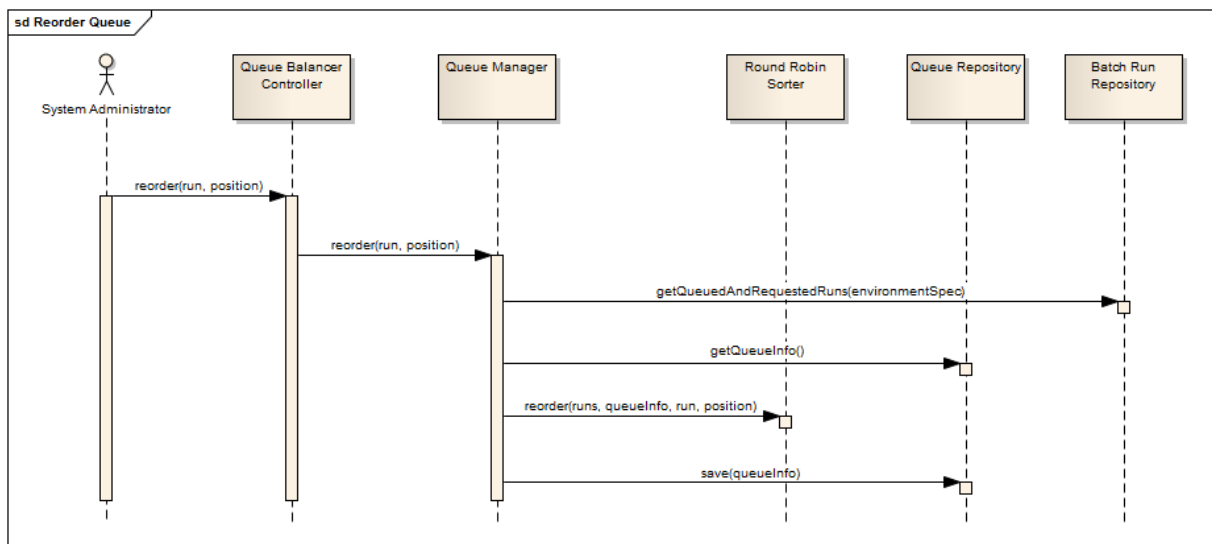 sd Reorder Queue
System Administrator
Queue Balancer
Controller
Queue Manager
Round Robin
Sorter
Queue Repository
Batch Run
Repository
reorder(run, position)
reorder(run, position)
getQueuedAndRequestedRuns(environmentSpec)
getQueueInfo()
reorder(runs, queueInfo, run, position)
save(queueInfo)